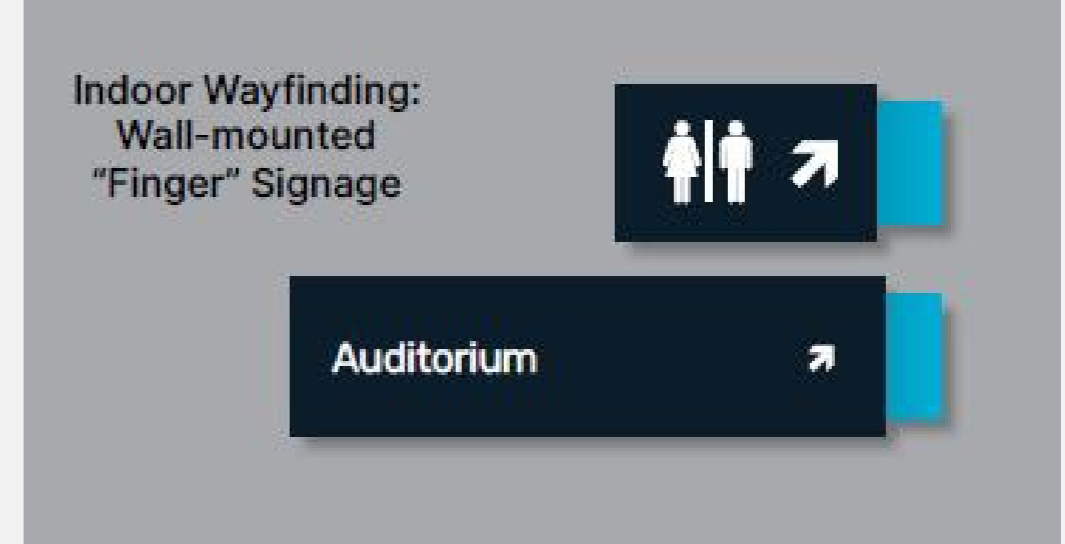 Indoor Wayfinding:
Wall-mounted
“Finger” Signage
Auditorium